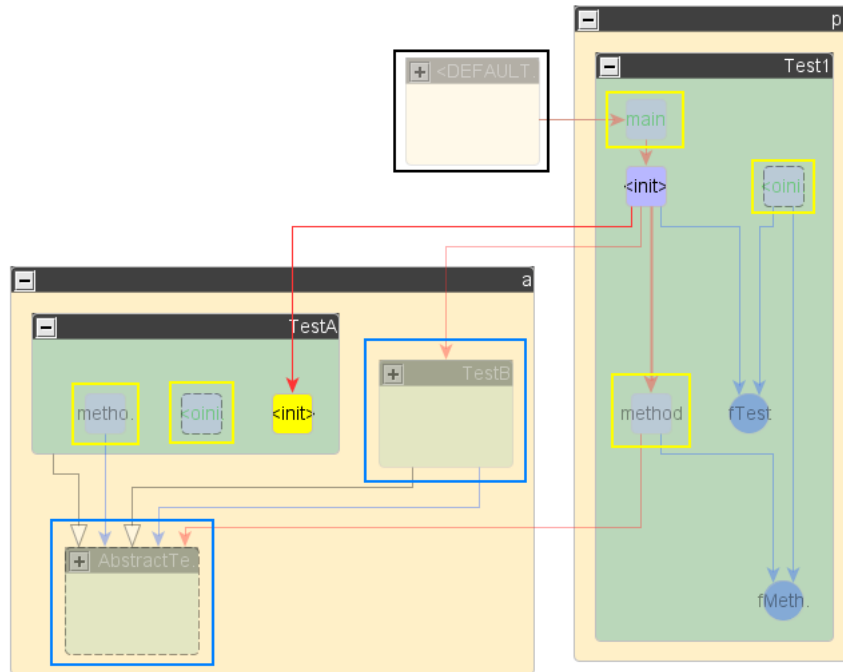 p
Test1
<DEFAULT.
main
<init>
<oini
a
TestA
TestB
metho.
<oini
<init>
method
fTest
AbstractTe.
fMeth.